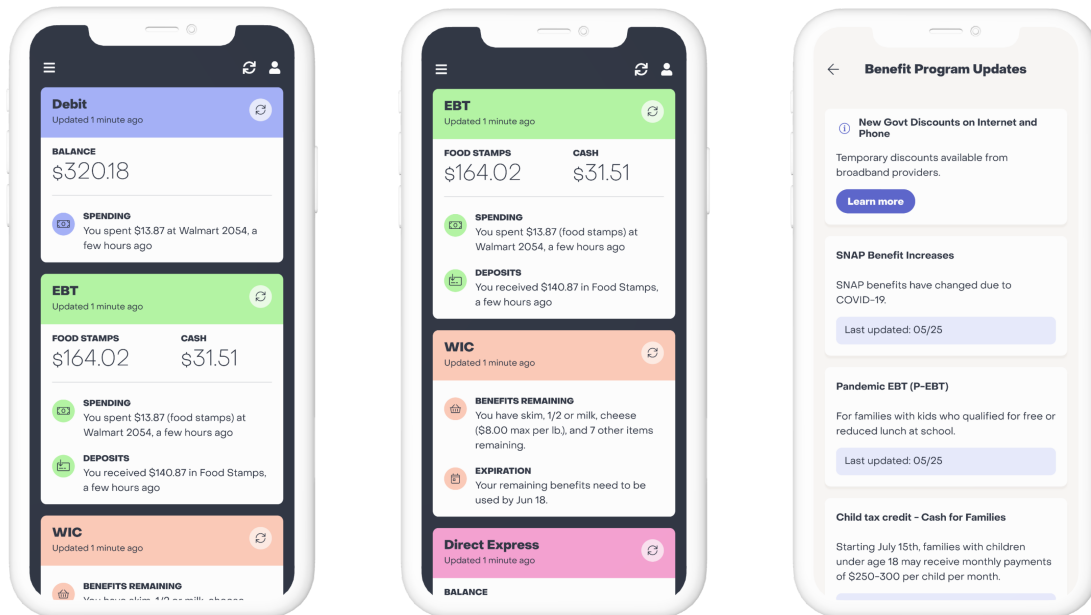 Debit
Updated 1 minute ago
BALANCE
$320.18
SPENDING
You spent $13.87 at Walmart 2054, a
few hours ago
EBT
Updated 1 minute ago
FOOD STAMPS
CASH
$164.02
$31.51
SPENDING
You spent $13.87 (food stamps) at
Walmart 2054, a few hours ago
DEPOSITS
You received $140.87 in Food Stamps,
a few hours ago
WIC
Updated 1 minute ago
BENEFITS REMAINING
You have skim, 1/2 or milk, cheese
EBT
Updated 1 minute ago
FOOD STAMPS
CASH
$164.02
$31.51
SPENDING
You spent $13.87 (food stamps) at
Walmart 2054, a few hours ago
DEPOSITS
You received $140.87 in Food Stamps,
a few hours ago
WIC
Updated 1 minute ago
BENEFITS REMAINING
You have skim, 1/2 or milk, cheese
($8.00 max per lb.), and 7 other items
remaining.
EXPIRATION
Your remaining benefits need to be
used by Jun 18.
Direct Express
Updated 1 minute ago
BALANCE
Benefit Program Updates
New Govt Discounts on Internet and
Phone
Temporary discounts available from
broadband providers.
Learn more
SNAP Benefit Increases
SNAP benefits have changed due to
COVID-19.
Last updated: 05/25
Pandemic EBT (P-EBT)
For families with kids who qualified for free or
reduced lunch at school.
Last updated: 05/25
Child tax credit - Cash for Families
Starting July 15th, families with children
under age 18 may receive monthly payments
of $250-300 per child per month.